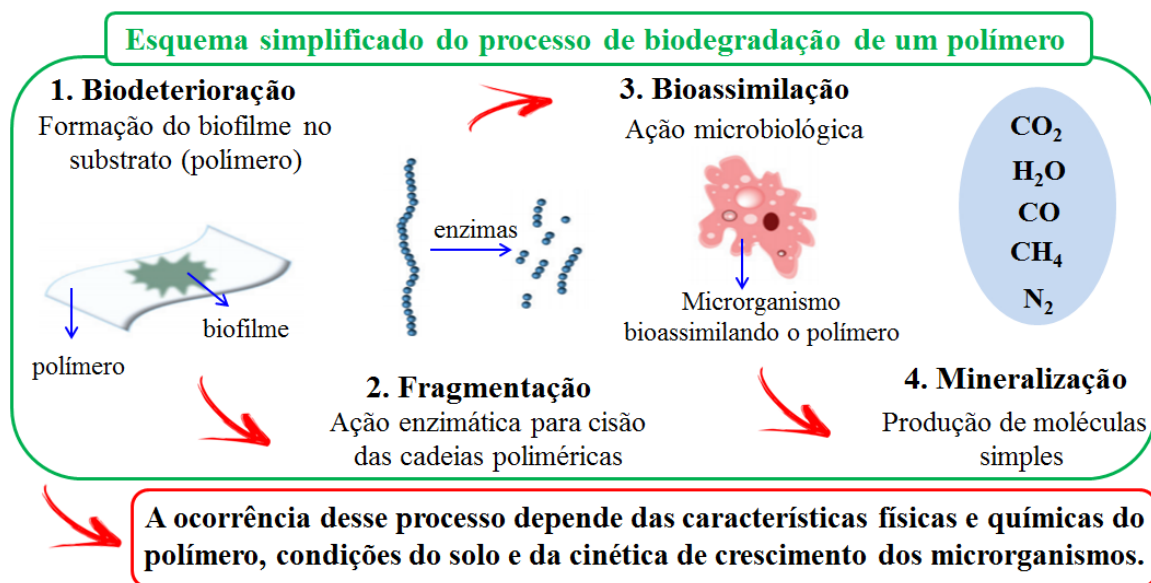 Esquema simplificado do processo de biodegradação de um polímero
1. Biodeterioração
Formação do biofilme no
substrato (polímero)
polímero
biofilme
enzimas
2. Fragmentação
Ação enzimática para cisão
das cadeias poliméricas
3. Bioassimilação
Ação microbiológica
Microrganismo
bioassimilando o polímero
CO₂
H₂O
CO
CH₄
N₂
4. Mineralização
Produção de moléculas
simples
A ocorrência desse processo depende das características físicas e químicas do
polímero, condições do solo e da cinética de crescimento dos microrganismos.